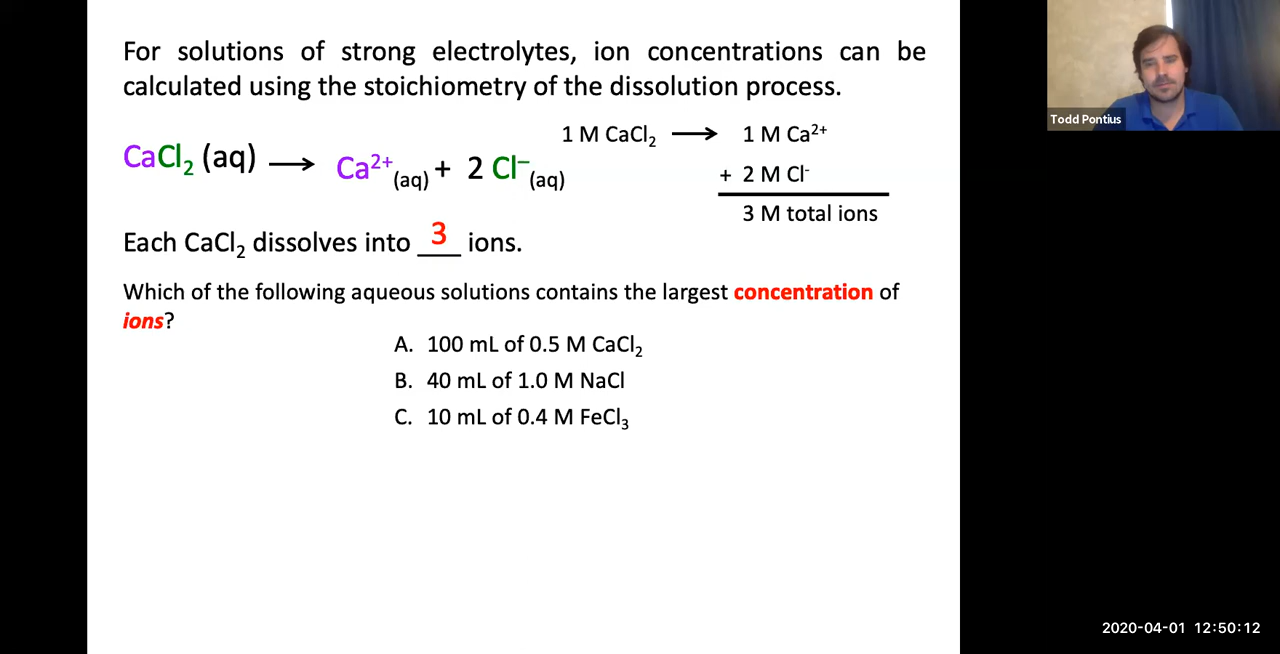 For solutions of strong electrolytes, ion concentrations can be
calculated using the stoichiometry of the dissolution process.
1 M CaCl₂ ⟶ 1 M Ca²⁺
CaCl₂ (aq) ⟶ Ca²⁺(aq) + 2 Cl⁻(aq)
+ 2 M Cl⁻
3 M total ions
Each CaCl₂ dissolves into 3 ions.
Which of the following aqueous solutions contains the largest concentration of
ions?
A. 100 mL of 0.5 M CaCl₂
B. 40 mL of 1.0 M NaCl
C. 10 mL of 0.4 M FeCl₃
Todd Pontius
2020-04-01 12:50:12